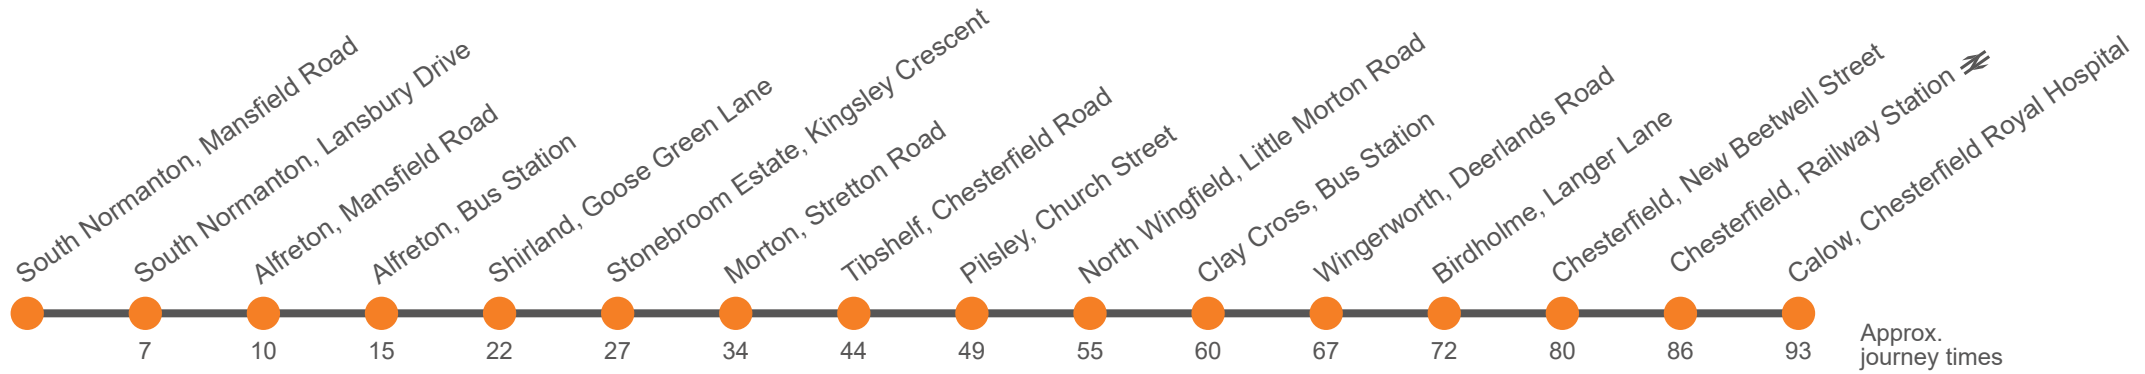 South Normanton, Mansfield Road
South Normanton, Lansbury Drive
Alfreton, Mansfield Road
Alfreton, Bus Station
Shirland, Goose Green Lane
Stonebroom Estate, Kingsley Crescent
Morton, Stretton Road
Tibshelf, Chesterfield Road
Pilsley, Church Street
North Wingfield, Little Morton Road
Clay Cross, Bus Station
Wingerworth, Deerlands Road
Birdholme, Langer Lane
Chesterfield, New Beetwell Street
Chesterfield, Railway Station
Calow, Chesterfield Royal Hospital
7 10 15 22 27 34 44 49 55 60 67 72 80 86 93
Approx.
journey times